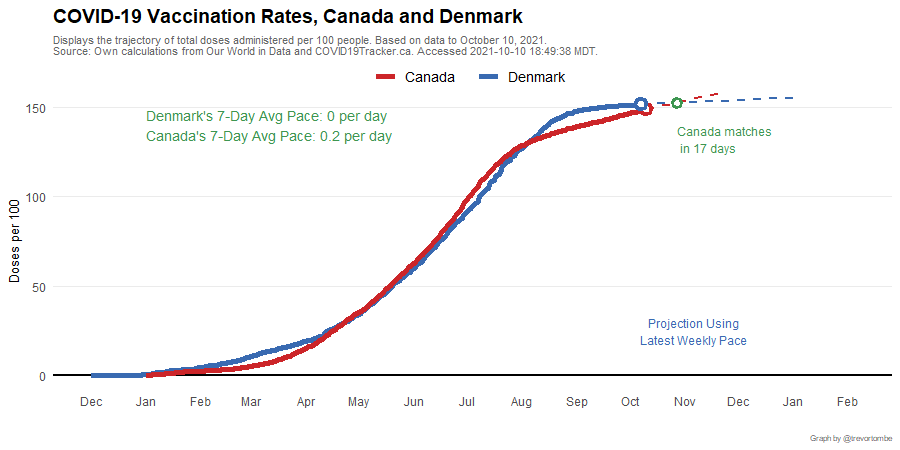 COVID-19 Vaccination Rates, Canada and Denmark
Displays the trajectory of total doses administered per 100 people. Based on data to October 10, 2021.
Source: Own calculations from Our World in Data and COVID19Tracker.ca. Accessed 2021-10-10 18:49:38 MDT.
Canada Denmark
Denmark's 7-Day Avg Pace: 0 per day
Canada's 7-Day Avg Pace: 0.2 per day
Canada matches
in 17 days
Projection Using
Latest Weekly Pace
Doses per 100
150
100
50
0
Dec Jan Feb Mar Apr May Jun Jul Aug Sep Oct Nov Dec Jan Feb
Graph by @trevortombe